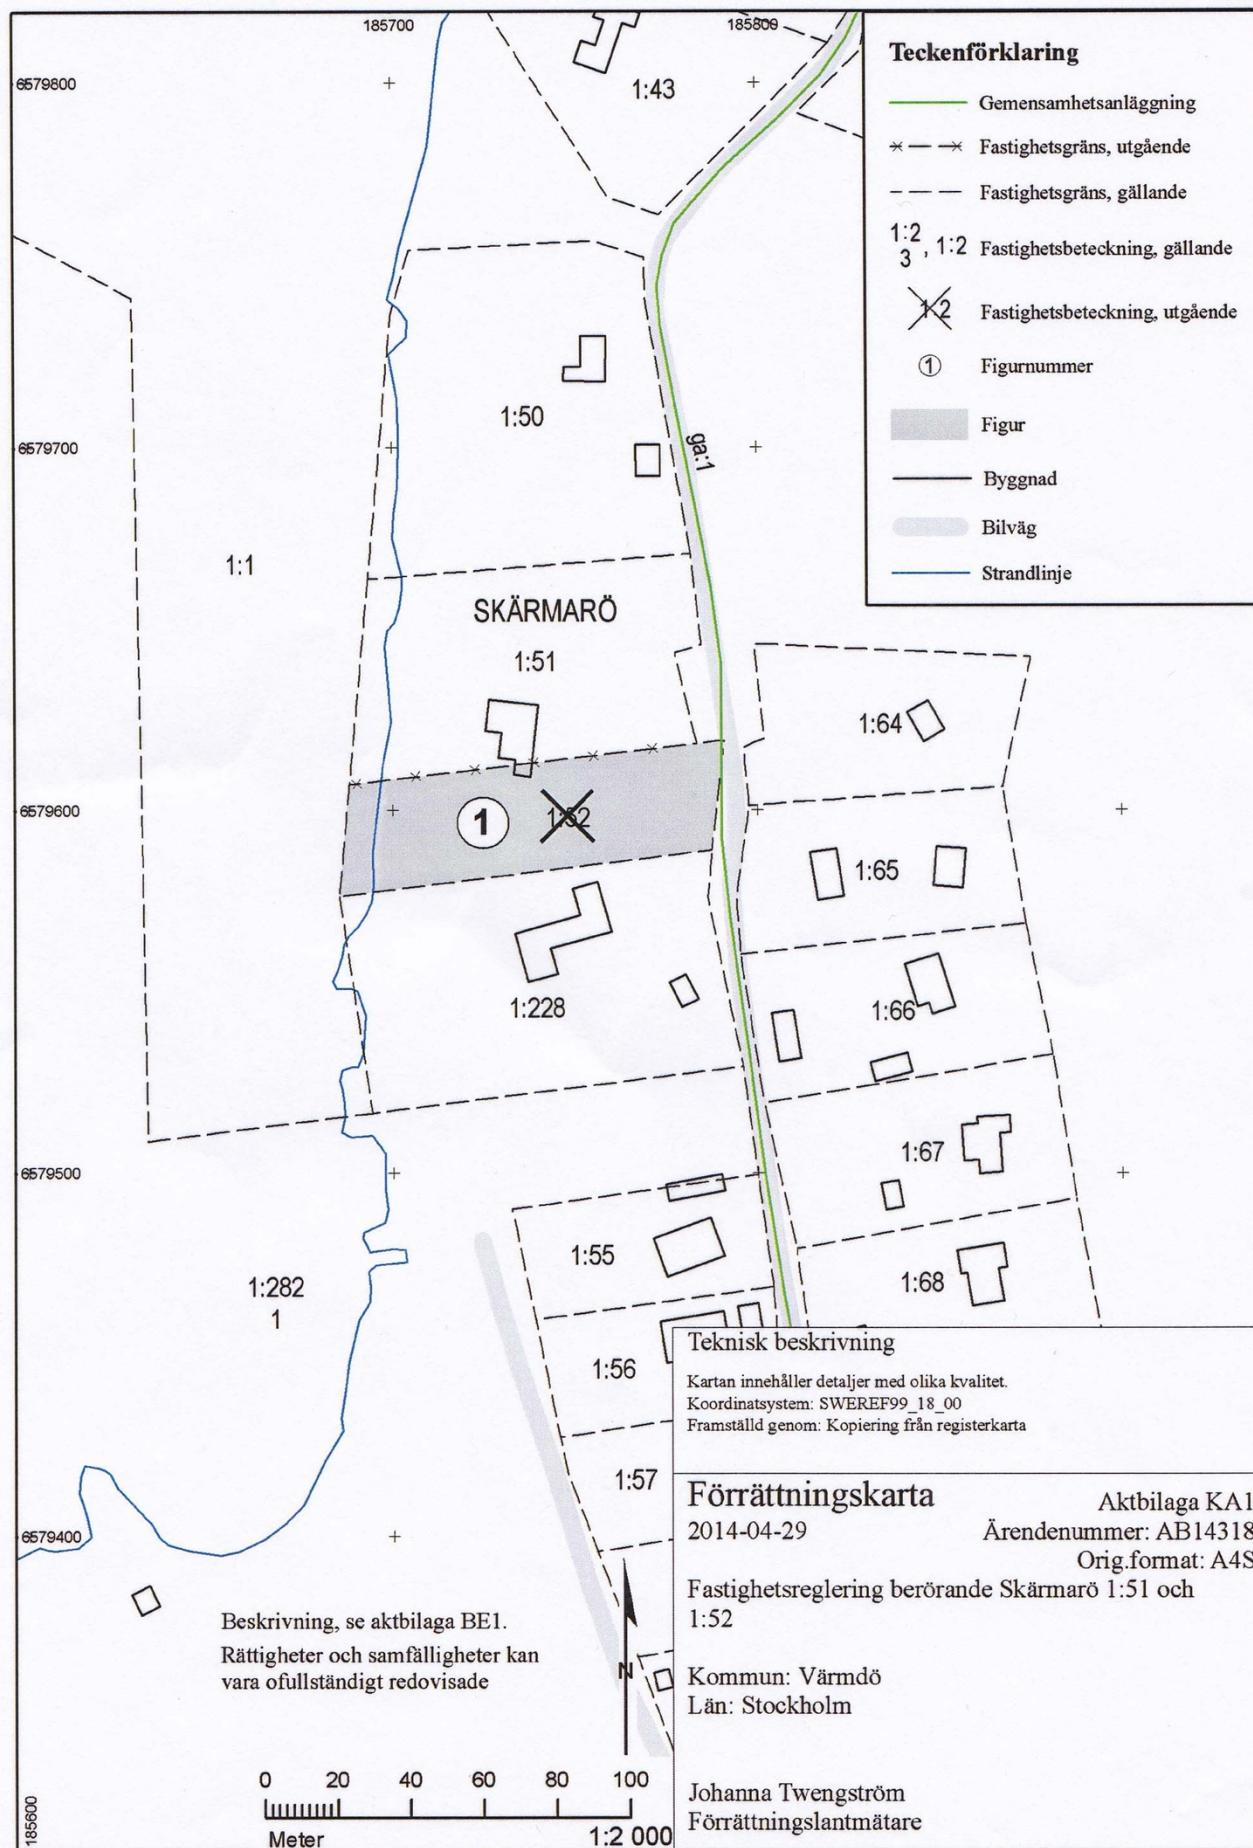 185700
185800
6579800
1:43
Teckenförklaring
Gemensamhetsanläggning
Fastighetsgräns, utgående
Fastighetsgräns, gällande
1:2
3 , 1:2 Fastighetsbeteckning, gällande
1:2 Fastighetsbeteckning, utgående
1 Figurnummer
Figur
Byggnad
Bilväg
Strandlinje
1:50
6579700
ga:1
1:1
SKÄRMARÖ
1:51
1:64
6579600
1
1:52
1:65
1:228
1:66
1:67
6579500
1:55
1:68
1:282
1
1:56
1:57
Teknisk beskrivning
Kartan innehåller detaljer med olika kvalitet.
Koordinatsystem: SWEREF99_18_00
Framställd genom: Kopiering från registerkarta
6579400
Förrättningskarta
Aktbilaga KA1
2014-04-29
Ärendenummer: AB14318
Orig.format: A4S
Fastighetsreglering berörande Skärmarö 1:51 och
1:52
Kommun: Värmdö
Län: Stockholm
Johanna Twengström
Förrättningslantmätare
Beskrivning, se aktbilaga BE1.
Rättigheter och samfälligheter kan
vara ofullständigt redovisade
N
0 20 40 60 80 100
Meter
1:2 000
185600